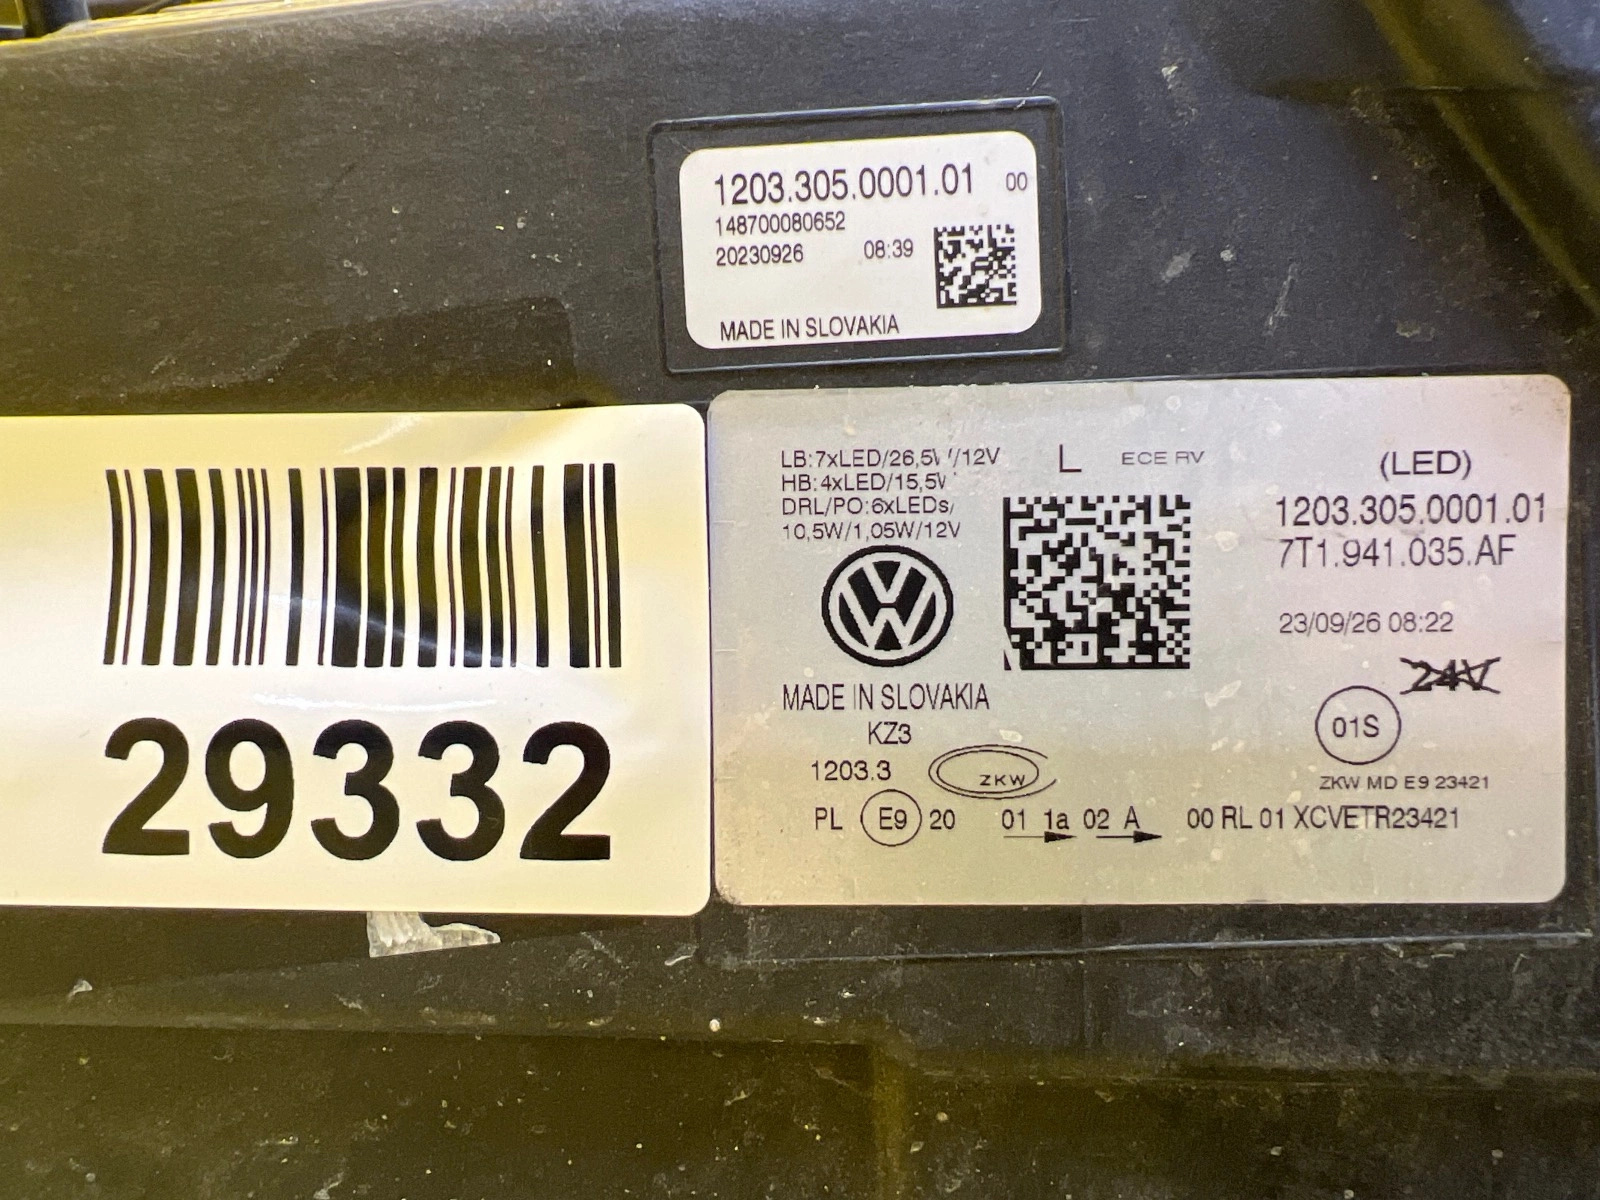 1203.305.0001.01 00
148700080652
20230926 08:39
MADE IN SLOVAKIA
29332
LB:7xLED/26,5W/12V
HB:4xLED/15,5W
DRL/PO:6xLEDs/
10,5W/1,05W/12V
L ECE RV
(LED)
1203.305.0001.01
7T1.941.035.AF
23/09/26 08:22
24V
01S
ZKW MD E9 23421
MADE IN SLOVAKIA
KZ3
1203.3 ZKW
PL E9 20 01 1a 02 A 00 RL 01 XCVETR23421